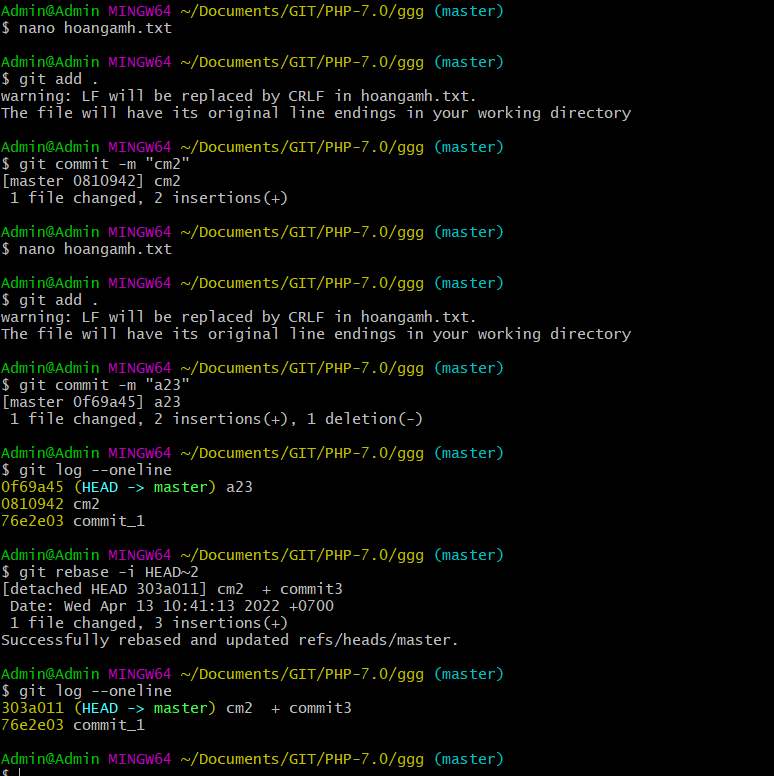 Admin@Admin MINGW64 ~/Documents/GIT/PHP-7.0/ggg (master)
$ nano hoangamh.txt
Admin@Admin MINGW64 ~/Documents/GIT/PHP-7.0/ggg (master)
$ git add .
warning: LF will be replaced by CRLF in hoangamh.txt.
The file will have its original line endings in your working directory
Admin@Admin MINGW64 ~/Documents/GIT/PHP-7.0/ggg (master)
$ git commit -m "cm2"
[master 0810942] cm2
 1 file changed, 2 insertions(+)
Admin@Admin MINGW64 ~/Documents/GIT/PHP-7.0/ggg (master)
$ nano hoangamh.txt
Admin@Admin MINGW64 ~/Documents/GIT/PHP-7.0/ggg (master)
$ git add .
warning: LF will be replaced by CRLF in hoangamh.txt.
The file will have its original line endings in your working directory
Admin@Admin MINGW64 ~/Documents/GIT/PHP-7.0/ggg (master)
$ git commit -m "a23"
[master 0f69a45] a23
 1 file changed, 2 insertions(+), 1 deletion(-)
Admin@Admin MINGW64 ~/Documents/GIT/PHP-7.0/ggg (master)
$ git log --oneline
0f69a45 (HEAD -> master) a23
0810942 cm2
76e2e03 commit_1
Admin@Admin MINGW64 ~/Documents/GIT/PHP-7.0/ggg (master)
$ git rebase -i HEAD~2
[detached HEAD 303a011] cm2  + commit3
 Date: Wed Apr 13 10:41:13 2022 +0700
 1 file changed, 3 insertions(+)
Successfully rebased and updated refs/heads/master.
Admin@Admin MINGW64 ~/Documents/GIT/PHP-7.0/ggg (master)
$ git log --oneline
303a011 (HEAD -> master) cm2  + commit3
76e2e03 commit_1
Admin@Admin MINGW64 ~/Documents/GIT/PHP-7.0/ggg (master)
$